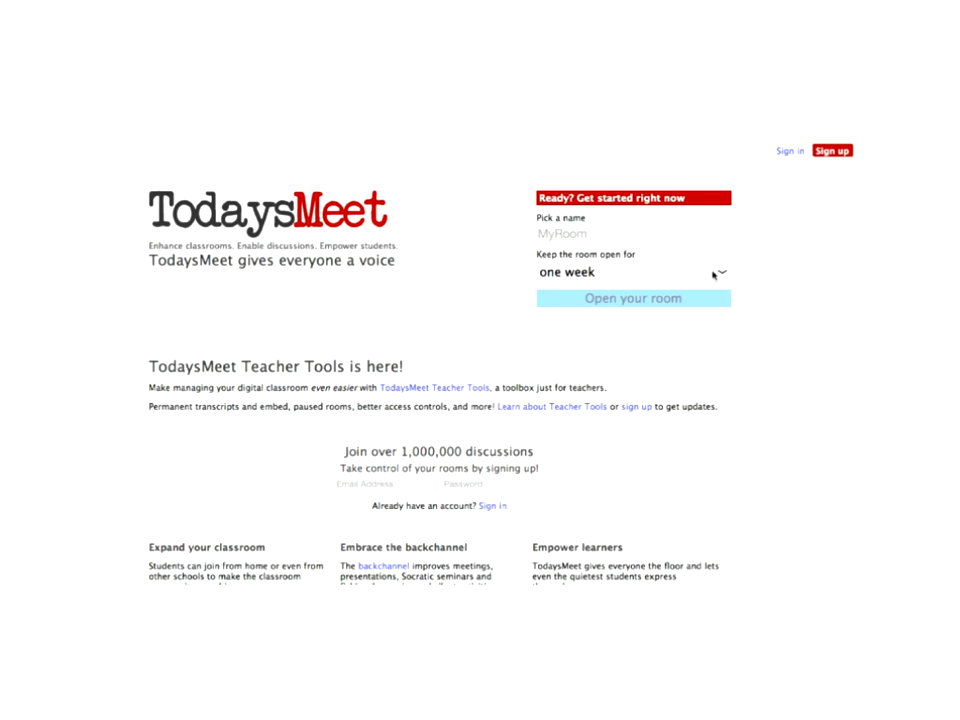 Sign in Sign up
TodaysMeet
Enhance classrooms. Enable discussions. Empower students.
TodaysMeet gives everyone a voice
Ready? Get started right now
Pick a name
MyRoom
Keep the room open for
one week
Open your room
TodaysMeet Teacher Tools is here!
Make managing your digital classroom even easier with TodaysMeet Teacher Tools, a toolbox just for teachers.
Permanent transcripts and embed, paused rooms, better access controls, and more! Learn about Teacher Tools or sign up to get updates.
Join over 1,000,000 discussions
Take control of your rooms by signing up!
Email Address Password
Already have an account? Sign in
Expand your classroom
Students can join from home or even from
other schools to make the classroom
Embrace the backchannel
The backchannel improves meetings,
presentations, Socratic seminars and
Empower learners
TodaysMeet gives everyone the floor and lets
even the quietest students express